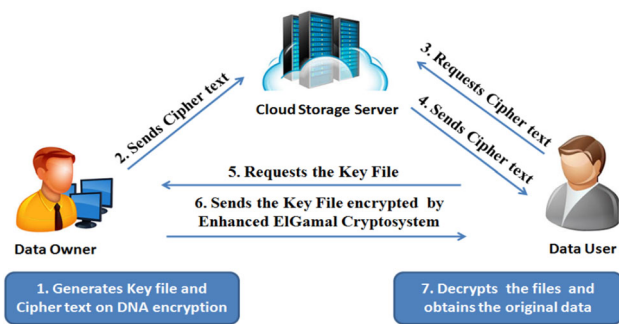 Cloud Storage Server
2. Sends Cipher text
3. Requests Cipher text
4. Sends Cipher text
5. Requests the Key File
6. Sends the Key File encrypted by
Enhanced ElGamal Cryptosystem
Data Owner
Data User
1. Generates Key file and
Cipher text on DNA encryption
7. Decrypts the files and
obtains the original data